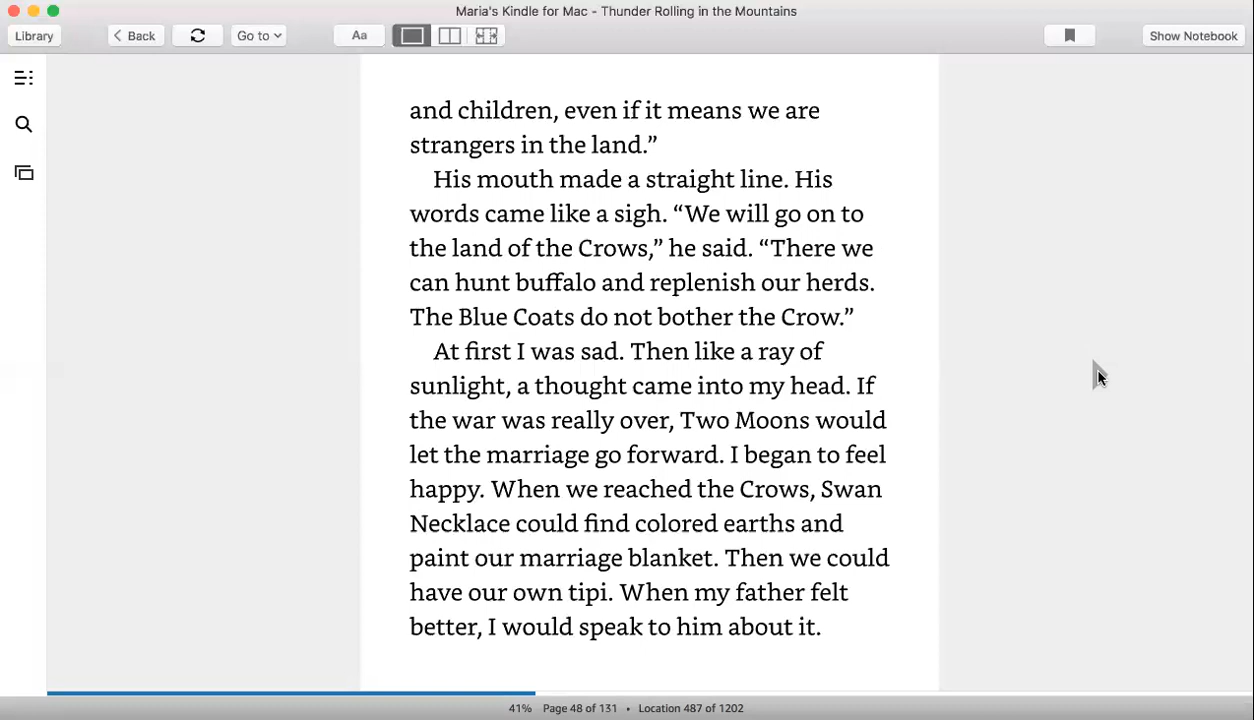 Maria's Kindle for Mac - Thunder Rolling in the Mountains
Library
Back
Go to
Aa
Show Notebook
and children, even if it means we are
strangers in the land.”
His mouth made a straight line. His
words came like a sigh. “We will go on to
the land of the Crows,” he said. “There we
can hunt buffalo and replenish our herds.
The Blue Coats do not bother the Crow.”
At first I was sad. Then like a ray of
sunlight, a thought came into my head. If
the war was really over, Two Moons would
let the marriage go forward. I began to feel
happy. When we reached the Crows, Swan
Necklace could find colored earths and
paint our marriage blanket. Then we could
have our own tipi. When my father felt
better, I would speak to him about it.
41% Page 48 of 131 • Location 487 of 1202